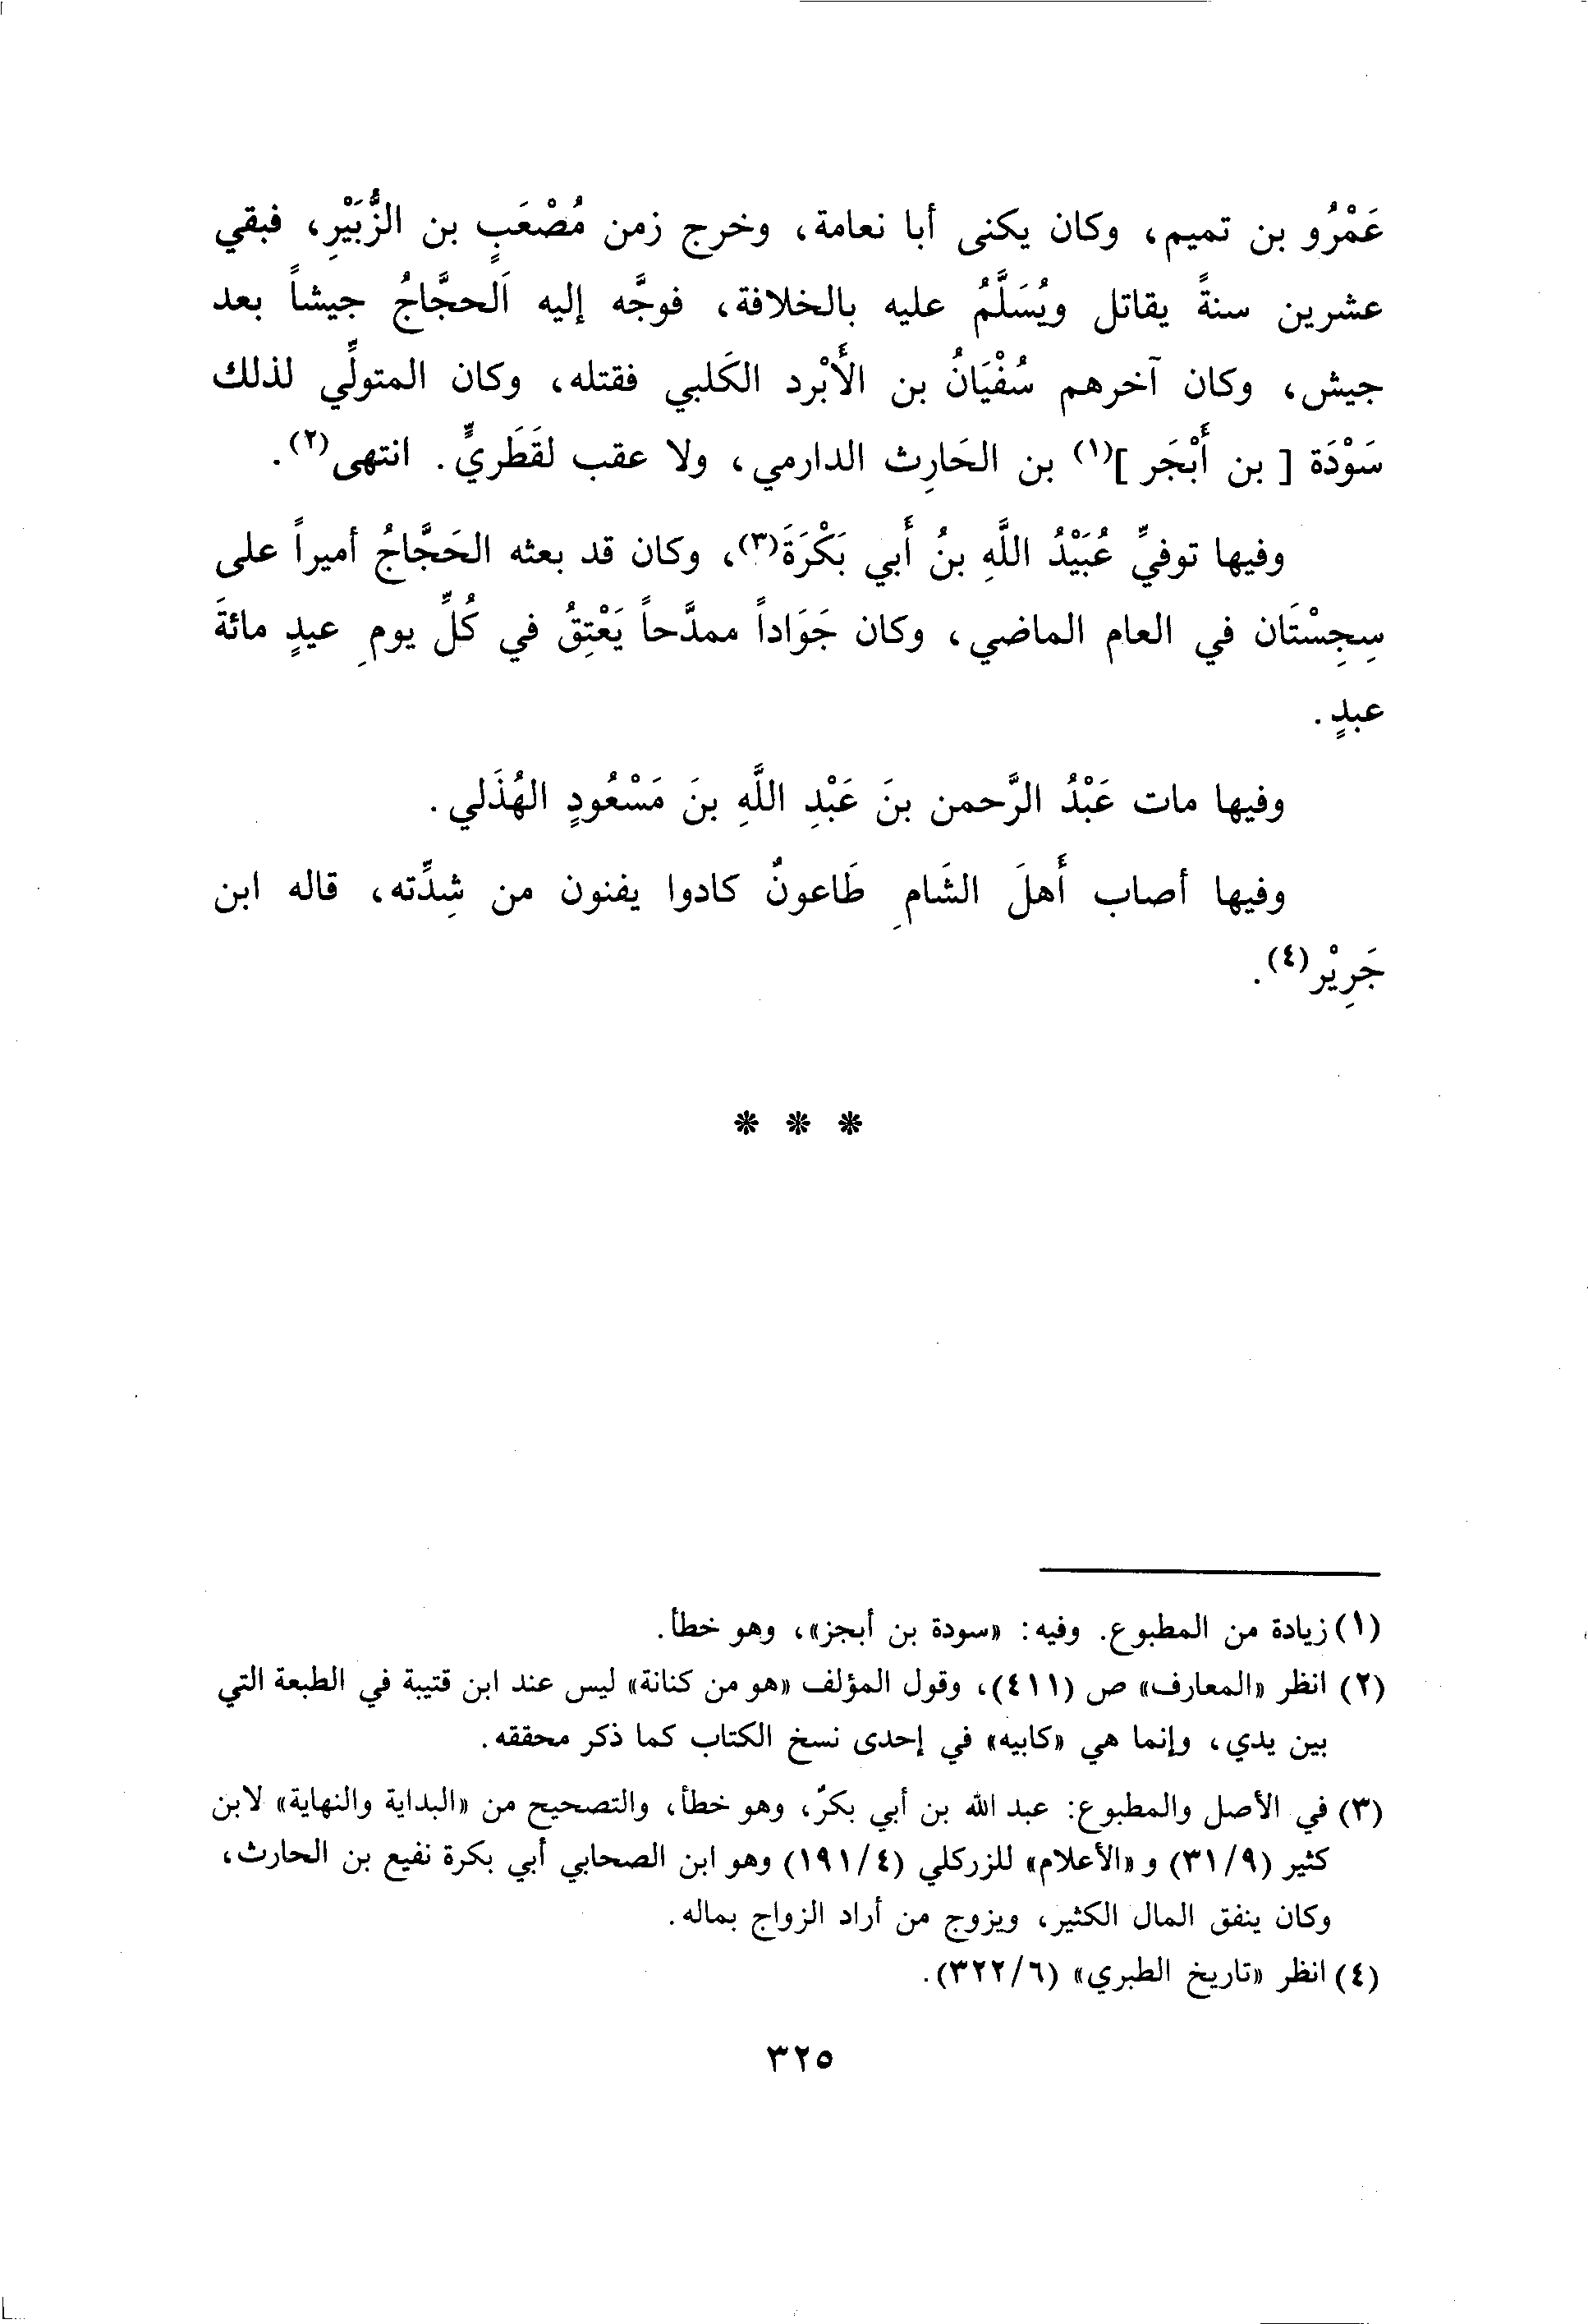 عَمْرُو بن تميم، وكان يكنى أبا نعامة، وخرج زمن مُصْعَبٍ بن الزُّبَيْرِ، فبقي
عشرين سنةً يقاتل ويُسَلَّمُ عليه بالخلافة، فوجَّه إليه اَلحجَّاجُ جيشاً بعد
جيش، وكان آخرهم سُفْيَانُ بن الأَبْرد الكَلبي فقتله، وكان المتولِّي لذلك
سَوْدَة [ بن أَبْجَر ](١) بن الحَارِث الدارمي، ولا عقب لقَطَريٍّ. انتهى(٢).
وفيها توفيِّ عُبَيْدُ اللَّهِ بنُ أَبي بَكْرَةَ(٣)، وكان قد بعثه الحَجَّاجُ أميراً على
سِجِسْتَان في العام الماضي، وكان جَوَاداً ممدَّحاً يَعْتِقُ في كُلِّ يومِ عيدٍ مائةَ
عبدٍ.
وفيها مات عَبْدُ الرَّحمن بنَ عَبْدِ اللَّهِ بنَ مَسْعُودٍ الهُذَلي.
وفيها أصاب أَهلَ الشَامِ طَاعونٌ كادوا يفنون من شِدِّته، قاله ابن
جَرِيْر(٤).
* * *
(١) زيادة من المطبوع. وفيه: «سودة بن أبجز»، وهو خطأ.
(٢) انظر «المعارف» ص (٤١١)، وقول المؤلف «هو من كنانة» ليس عند ابن قتيبة في الطبعة التي
بين يدي، وإنما هي «كابيه» في إحدى نسخ الكتاب كما ذكر محققه.
(٣) في الأصل والمطبوع: عبد الله بن أبي بكرٌ، وهو خطأ، والتصحيح من «البداية والنهاية» لابن
كثير (٣١/٩) و «الأعلام» للزركلي (١٩١/٤) وهو ابن الصحابي أبي بكرة نفيع بن الحارث،
وكان ينفق المال الكثير، ويزوج من أراد الزواج بماله.
(٤) انظر «تاريخ الطبري» (٣٢٢/٦).
٣٢٥